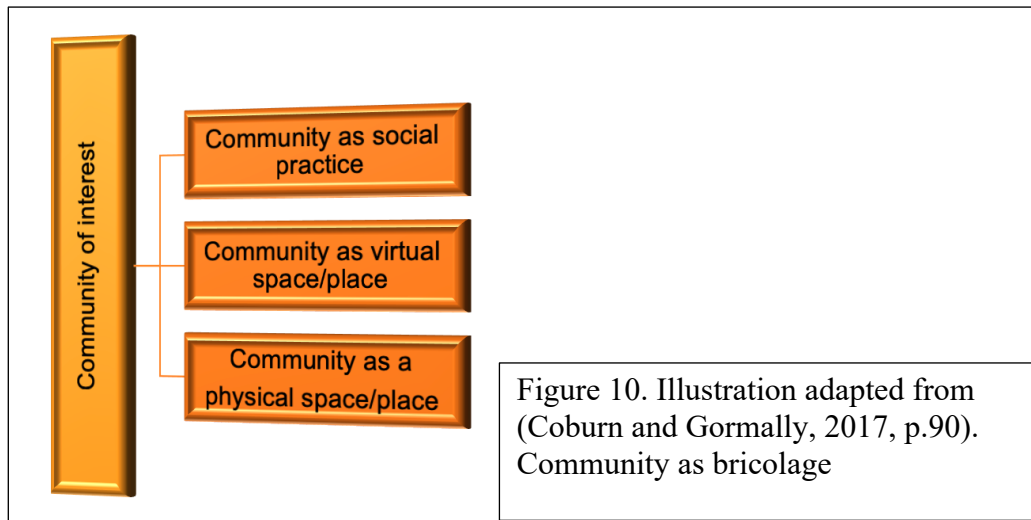 Community of interest
Community as social
practice
Community as virtual
space/place
Community as a
physical space/place
Figure 10. Illustration adapted from
(Coburn and Gormally, 2017, p.90).
Community as bricolage